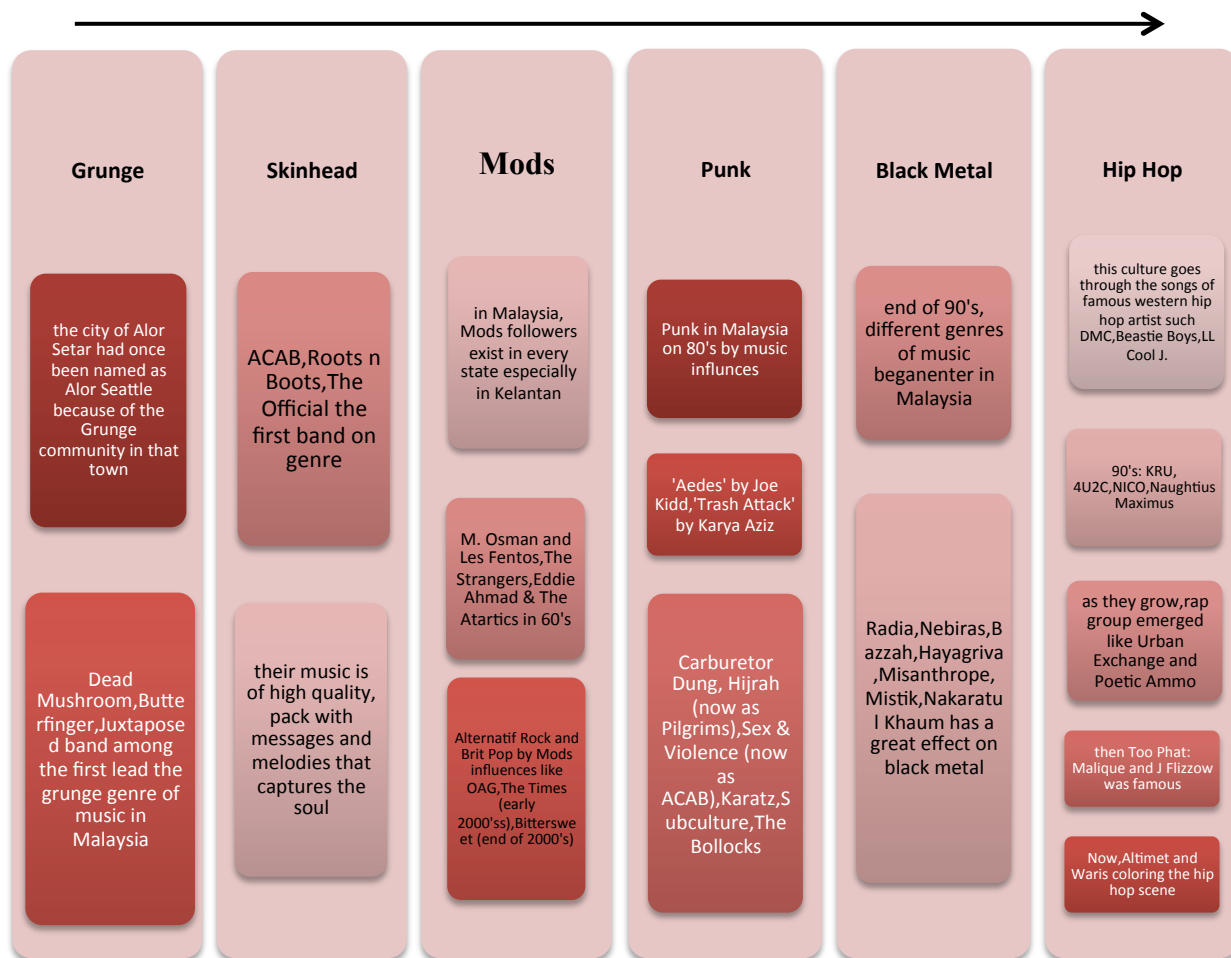 Grunge
the city of Alor
Setar had once
been named as
Alor Seattle
because of the
Grunge
community in that
town
Dead
Mushroom,Butte
rfinger,Juxtapose
d band among
the first lead the
grunge genre of
music in
Malaysia
Skinhead
ACAB,Roots n
Boots,The
Official the
first band on
genre
their music is
of high quality,
pack with
messages and
melodies that
captures the
soul
Mods
in Malaysia,
Mods followers
exist in every
state especially
in Kelantan
M. Osman and
Les Fentos,The
Strangers,Eddie
Ahmad & The
Atartics in 60's
Alternatif Rock and
Brit Pop by Mods
influences like
OAG,The Times
(early
2000'ss),Bittersw
eet (end of 2000's)
Punk
Punk in Malaysia
on 80's by music
influnces
'Aedes' by Joe
Kidd,'Trash Attack'
by Karya Aziz
Carburetor
Dung, Hijrah
(now as
Pilgrims),Sex &
Violence (now
as
ACAB),Karatz,S
ubculture,The
Bollocks
Black Metal
end of 90's,
different genres
of music
beganenter in
Malaysia
Radia,Nebiras,B
azzah,Hayagriva
,Misanthrope,
Mistik,Nakaratu
l Khaum has a
great effect on
black metal
Hip Hop
this culture goes
through the songs of
famous western hip
hop artist such
DMC,Beastie Boys,LL
Cool J.
90's: KRU,
4U2C,NICO,Naughtius
Maximus
as they grow,rap
group emerged
like Urban
Exchange and
Poetic Ammo
then Too Phat:
Malique and J Flizzow
was famous
Now,Altimet and
Waris coloring the hip
hop scene